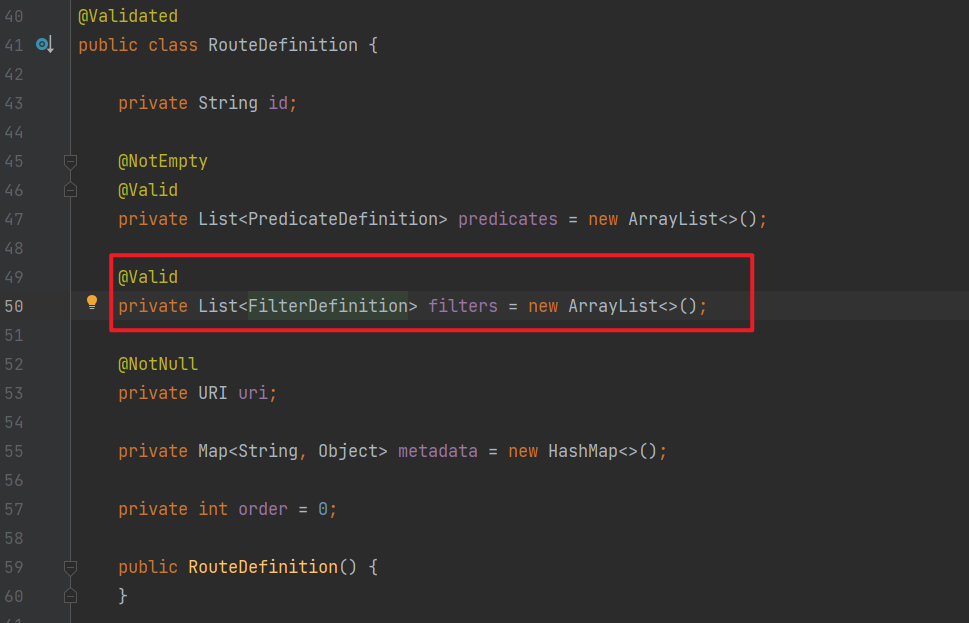 40 @Validated
41 public class RouteDefinition {
42
43 private String id;
44
45 @NotEmpty
46 @Valid
47 private List<PredicateDefinition> predicates = new ArrayList<>();
48
49 @Valid
50 private List<FilterDefinition> filters = new ArrayList<>();
51
52 @NotNull
53 private URI uri;
54
55 private Map<String, Object> metadata = new HashMap<>();
56
57 private int order = 0;
58
59 public RouteDefinition() {
60 }